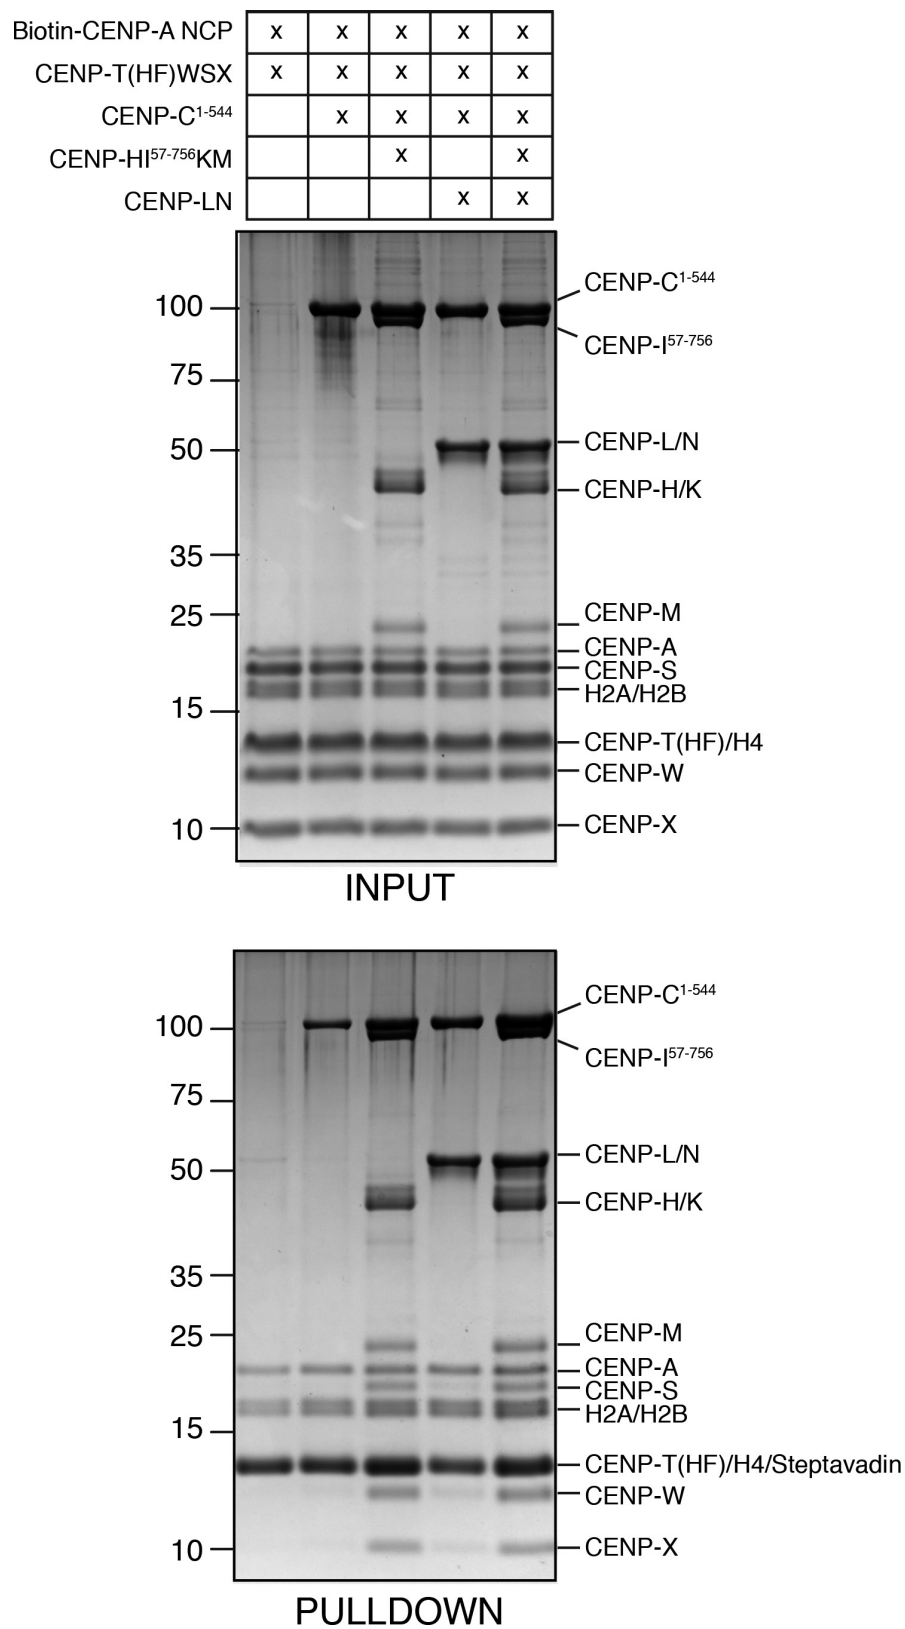 Biotin-CENP-A NCP x x x x x
CENP-T(HF)WSX x x x x x
CENP-C1-544 x x x x
CENP-HI57-756KM x x
CENP-LN x x
CENP-C1-544
100
CENP-I57-756
75
CENP-L/N
50
CENP-H/K
35
25
CENP-M
CENP-A
CENP-S
H2A/H2B
15
CENP-T(HF)/H4
CENP-W
10
CENP-X
INPUT
CENP-C1-544
100
CENP-I57-756
75
CENP-L/N
50
CENP-H/K
35
25
CENP-M
CENP-A
CENP-S
H2A/H2B
15
CENP-T(HF)/H4/Steptavadin
CENP-W
10
CENP-X
PULLDOWN